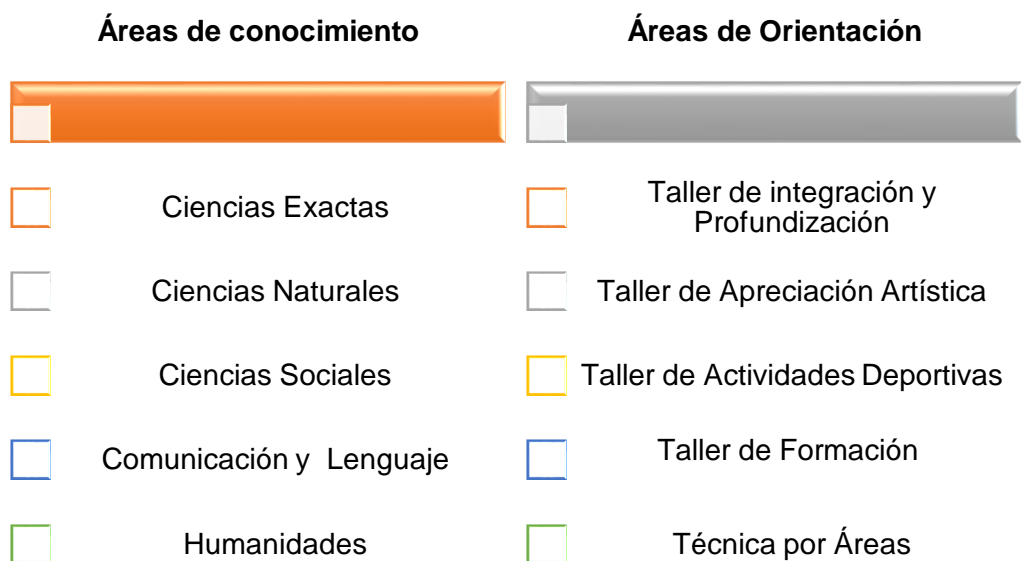 Áreas de conocimiento
Ciencias Exactas
Ciencias Naturales
Ciencias Sociales
Comunicación y Lenguaje
Humanidades
Áreas de Orientación
Taller de integración y
Profundización
Taller de Apreciación Artística
Taller de Actividades Deportivas
Taller de Formación
Técnica por Áreas